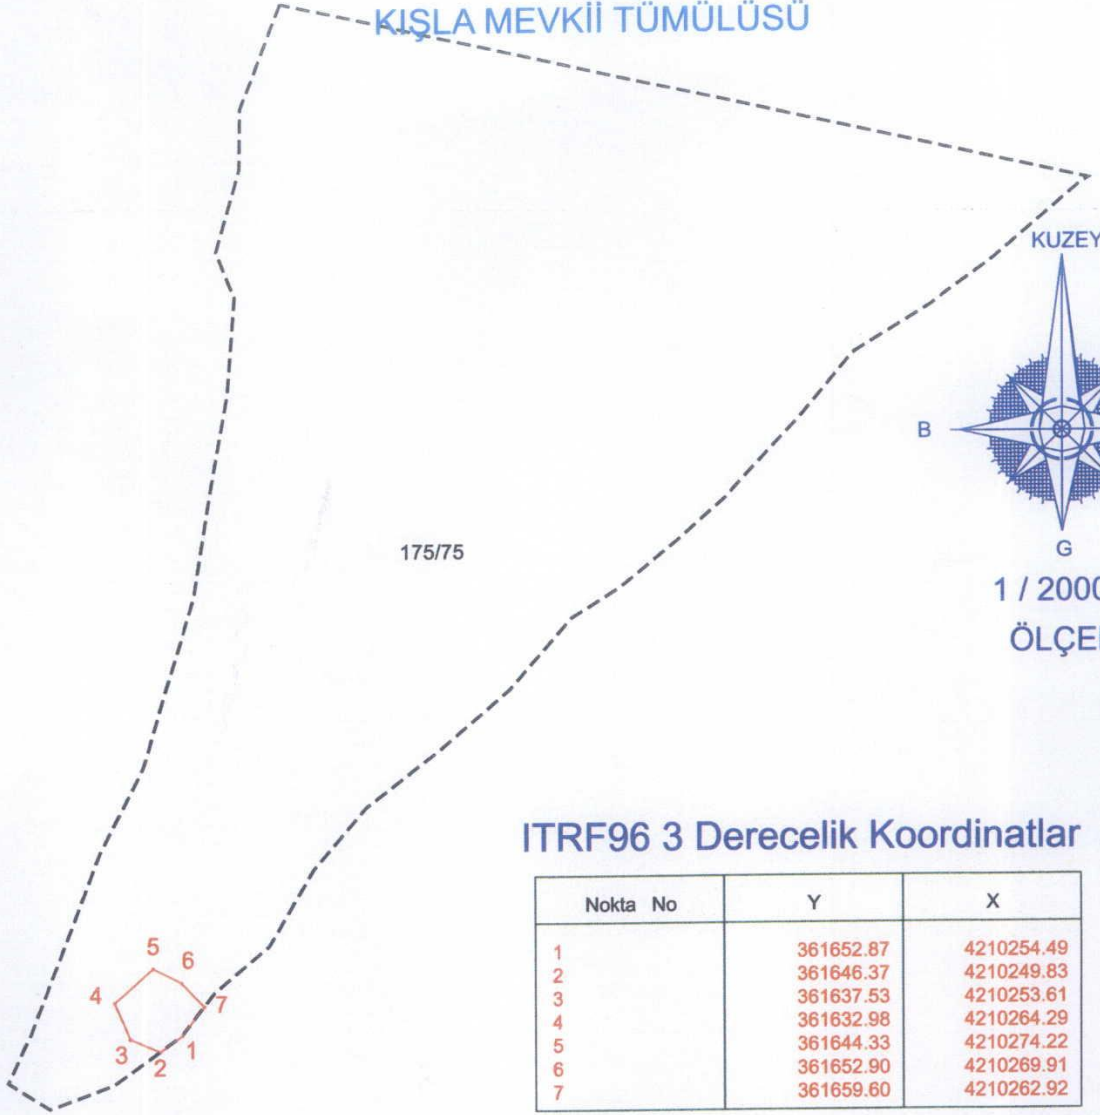 KIŞLA MEVKİİ TÜMÜLÜSÜ
KUZEY
B
G
1 / 2000
175/75
ITRF96 3 Derecelik Koordinatlar
Nokta No Y X
1 361652.87 4210254.49
2 361646.37 4210249.83
3 361637.53 4210253.61
4 361632.98 4210264.29
5 361644.33 4210274.22
6 361652.90 4210269.91
7 361659.60 4210262.92
5
6
4
7
3
1
2